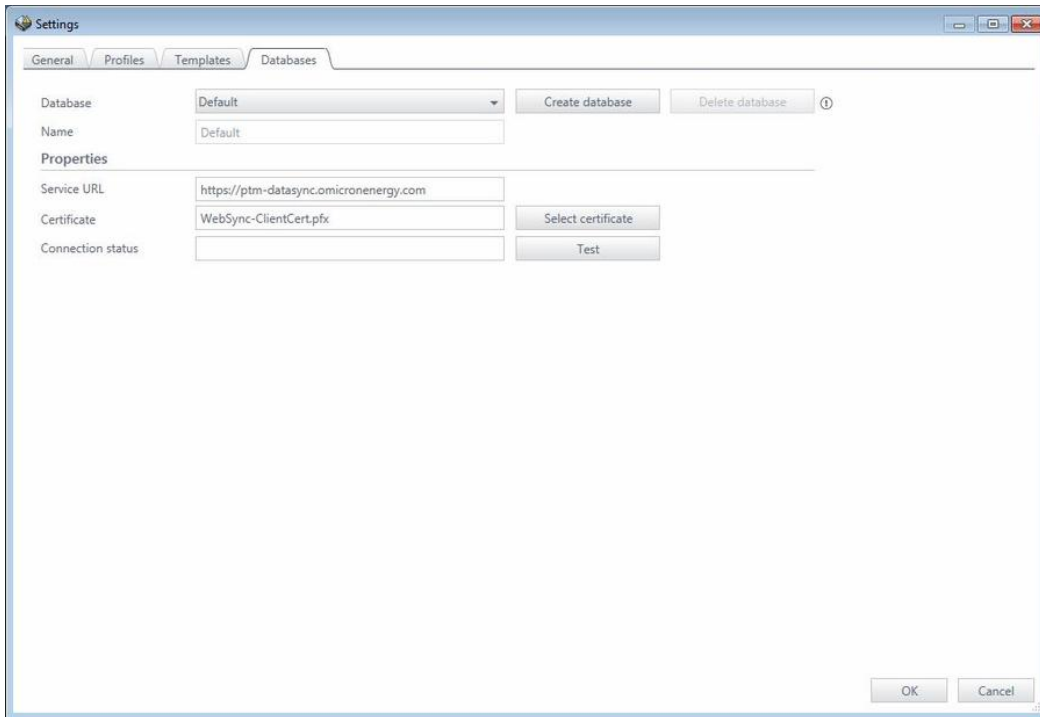 Settings
General Profiles Templates Databases
Database Default Create database Delete database
Name Default
Properties
Service URL https://ptm-datasync.omicronenergy.com
Certificate WebSync-ClientCert.pfx Select certificate
Connection status Test
OK Cancel